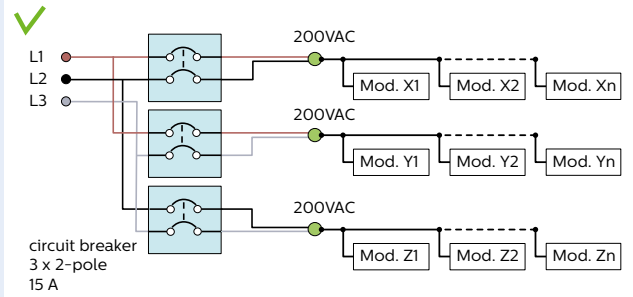 200VAC
L1
L2
L3
Mod. X1 Mod. X2 Mod. Xn
200VAC
Mod. Y1 Mod. Y2 Mod. Yn
200VAC
Mod. Z1 Mod. Z2 Mod. Zn
circuit breaker
3 x 2-pole
15 A